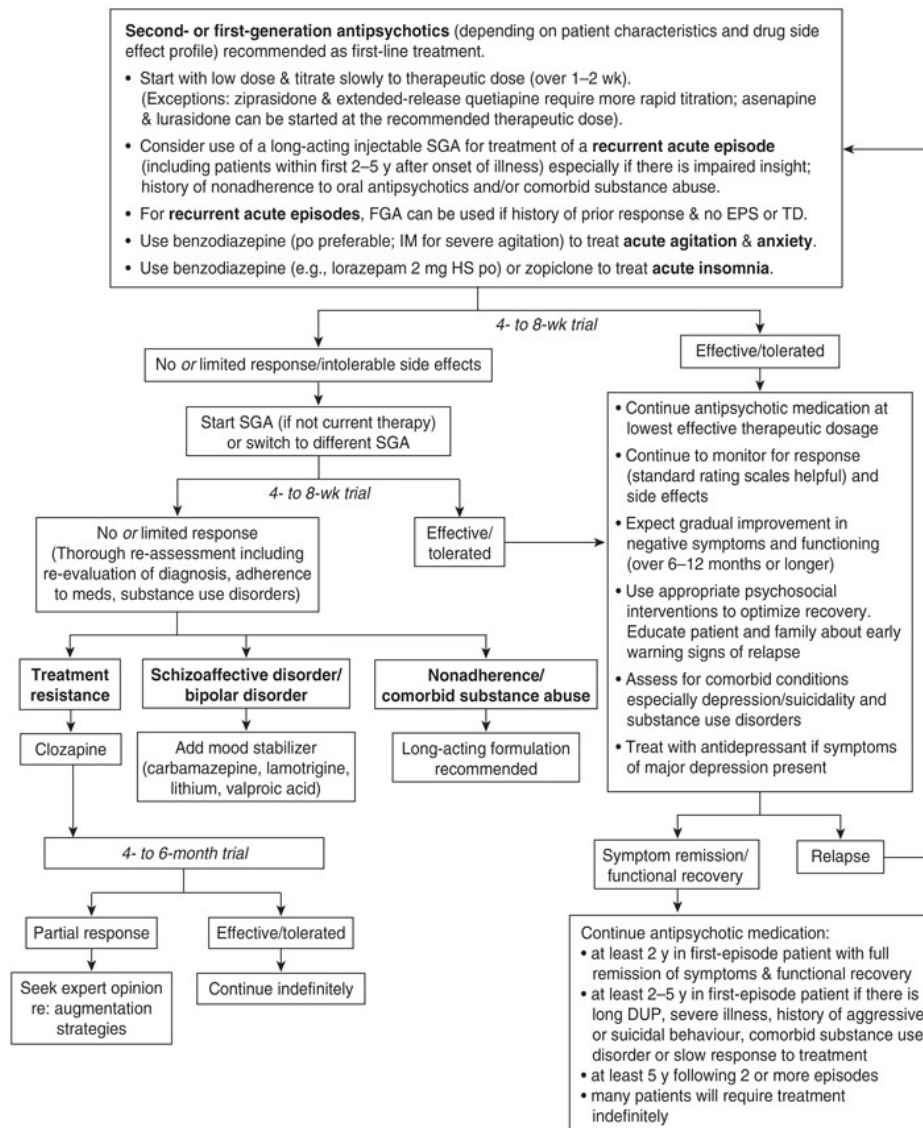 Second- or first-generation antipsychotics (depending on patient characteristics and drug side
effect profile) recommended as first-line treatment.
• Start with low dose & titrate slowly to therapeutic dose (over 1–2 wk).
(Exceptions: ziprasidone & extended-release quetiapine require more rapid titration; asenapine
& lurasidone can be started at the recommended therapeutic dose).
• Consider use of a long-acting injectable SGA for treatment of a recurrent acute episode
(including patients within first 2–5 y after onset of illness) especially if there is impaired insight;
history of nonadherence to oral antipsychotics and/or comorbid substance abuse.
• For recurrent acute episodes, FGA can be used if history of prior response & no EPS or TD.
• Use benzodiazepine (po preferable; IM for severe agitation) to treat acute agitation & anxiety.
• Use benzodiazepine (e.g., lorazepam 2 mg HS po) or zopiclone to treat acute insomnia.
4- to 8-wk trial
No or limited response/intolerable side effects
Effective/tolerated
Start SGA (if not current therapy)
or switch to different SGA
4- to 8-wk trial
No or limited response
(Thorough re-assessment including
re-evaluation of diagnosis, adherence
to meds, substance use disorders)
Effective/
tolerated
• Continue antipsychotic medication at
lowest effective therapeutic dosage
• Continue to monitor for response
(standard rating scales helpful) and
side effects
• Expect gradual improvement in
negative symptoms and functioning
(over 6–12 months or longer)
• Use appropriate psychosocial
interventions to optimize recovery.
Educate patient and family about early
warning signs of relapse
• Assess for comorbid conditions
especially depression/suicidality and
substance use disorders
• Treat with antidepressant if symptoms
of major depression present
Treatment
resistance
Schizoaffective disorder/
bipolar disorder
Nonadherence/
comorbid substance abuse
Clozapine
Add mood stabilizer
(carbamazepine, lamotrigine,
lithium, valproic acid)
Long-acting formulation
recommended
4- to 6-month trial
Partial response
Effective/tolerated
Seek expert opinion
re: augmentation
strategies
Continue indefinitely
Symptom remission/
functional recovery
Relapse
Continue antipsychotic medication:
• at least 2 y in first-episode patient with full
remission of symptoms & functional recovery
• at least 2–5 y in first-episode patient if there is
long DUP, severe illness, history of aggressive
or suicidal behaviour, comorbid substance use
disorder or slow response to treatment
• at least 5 y following 2 or more episodes
• many patients will require treatment
indefinitely